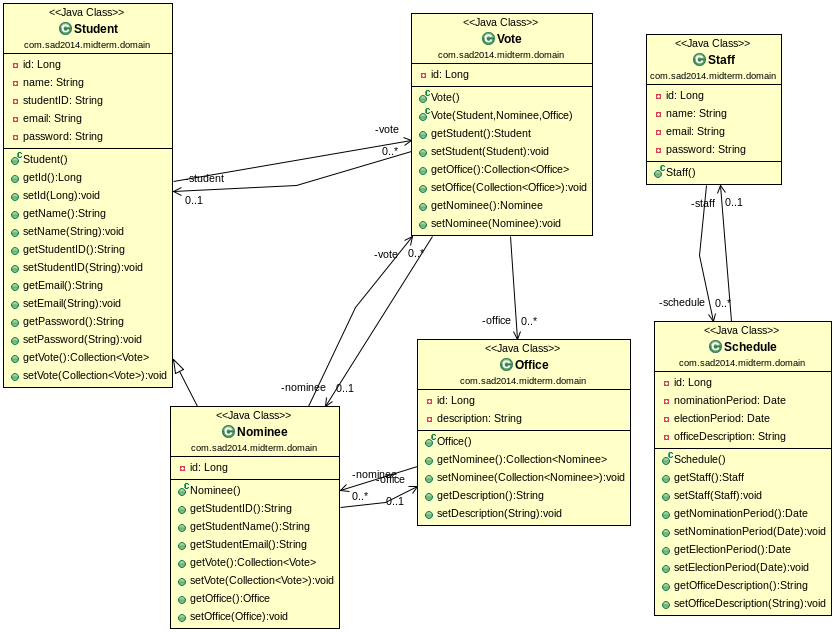 <<Java Class>>
C Student
com.sad2014.midterm.domain
id: Long
name: String
studentID: String
email: String
password: String
Student()
getId():Long
setId(Long):void
getName():String
setName(String):void
getStudentID():String
setStudentID(String):void
getEmail():String
setEmail(String):void
getPassword():String
setPassword(String):void
getVote():Collection<Vote>
setVote(Collection<Vote>):void
-vote
0..*
-student
0..1
<<Java Class>>
C Vote
com.sad2014.midterm.domain
id: Long
Vote()
Vote(Student,Nominee,Office)
getStudent():Student
setStudent(Student):void
getOffice():Collection<Office>
setOffice(Collection<Office>):void
getNominee():Nominee
setNominee(Nominee):void
<<Java Class>>
C Staff
com.sad2014.midterm.domain
id: Long
name: String
email: String
password: String
Staff()
-staff
0..1
-schedule
0..*
-vote
0..*
-nominee
0..1
-office
0..*
<<Java Class>>
C Nominee
com.sad2014.midterm.domain
id: Long
Nominee()
getStudentID():String
getStudentName():String
getStudentEmail():String
getVote():Collection<Vote>
setVote(Collection<Vote>):void
getOffice():Office
setOffice(Office):void
-nominee
0..*
-office
0..1
<<Java Class>>
C Office
com.sad2014.midterm.domain
id: Long
description: String
Office()
getNominee():Collection<Nominee>
setNominee(Collection<Nominee>):void
getDescription():String
setDescription(String):void
<<Java Class>>
C Schedule
com.sad2014.midterm.domain
id: Long
nominationPeriod: Date
electionPeriod: Date
officeDescription: String
Schedule()
getStaff():Staff
setStaff(Staff):void
getNominationPeriod():Date
setNominationPeriod(Date):void
getElectionPeriod():Date
setElectionPeriod(Date):void
getOfficeDescription():String
setOfficeDescription(String):void